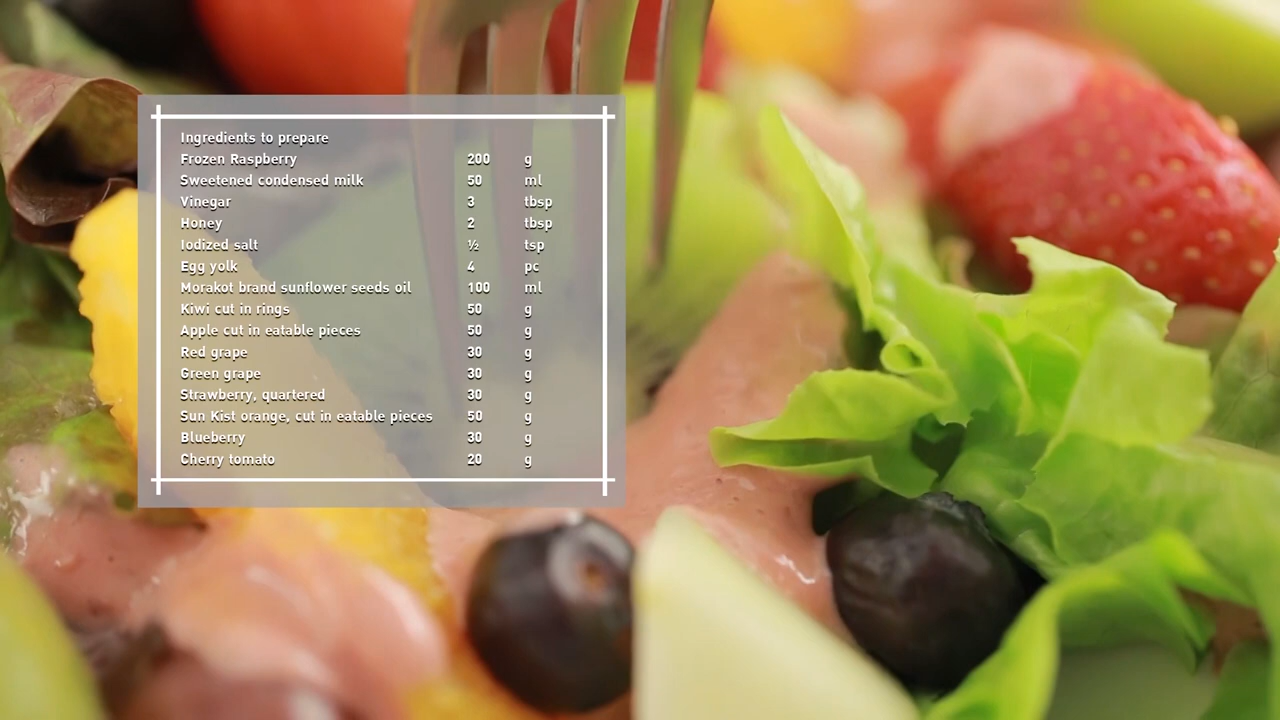 Ingredients to prepare
Frozen Raspberry 200 g
Sweetened condensed milk 50 ml
Vinegar 3 tbsp
Honey 2 tbsp
Iodized salt ½ tsp
Egg yolk 4 pc
Morakot brand sunflower seeds oil 100 ml
Kiwi cut in rings 50 g
Apple cut in eatable pieces 50 g
Red grape 30 g
Green grape 30 g
Strawberry, quartered 30 g
Sun Kist orange, cut in eatable pieces 50 g
Blueberry 30 g
Cherry tomato 20 g